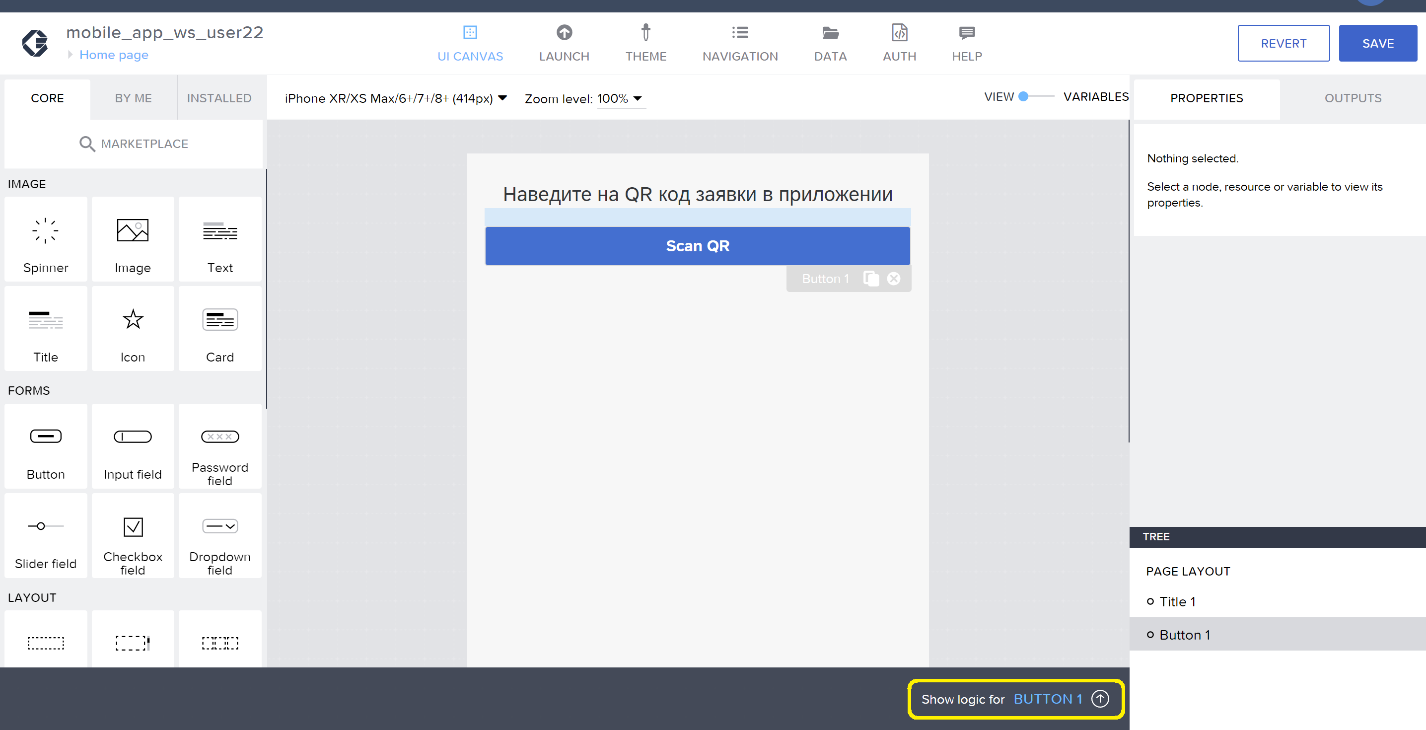 mobile_app_ws_user22
Home page
UI CANVAS
LAUNCH
THEME
NAVIGATION
DATA
AUTH
HELP
REVERT
SAVE
CORE
BY ME
INSTALLED
MARKETPLACE
iPhone XR/XS Max/6+/7+/8+ (414px)
Zoom level: 100%
VIEW
VARIABLES
PROPERTIES
OUTPUTS
Nothing selected.
Select a node, resource or variable to view its
properties.
IMAGE
Spinner
Image
Text
Title
Icon
Card
FORMS
Button
Input field
Password
field
Slider field
Checkbox
field
Dropdown
field
LAYOUT
Наведите на QR код заявки в приложении
Scan QR
Button 1
TREE
PAGE LAYOUT
Title 1
Button 1
Show logic for BUTTON 1